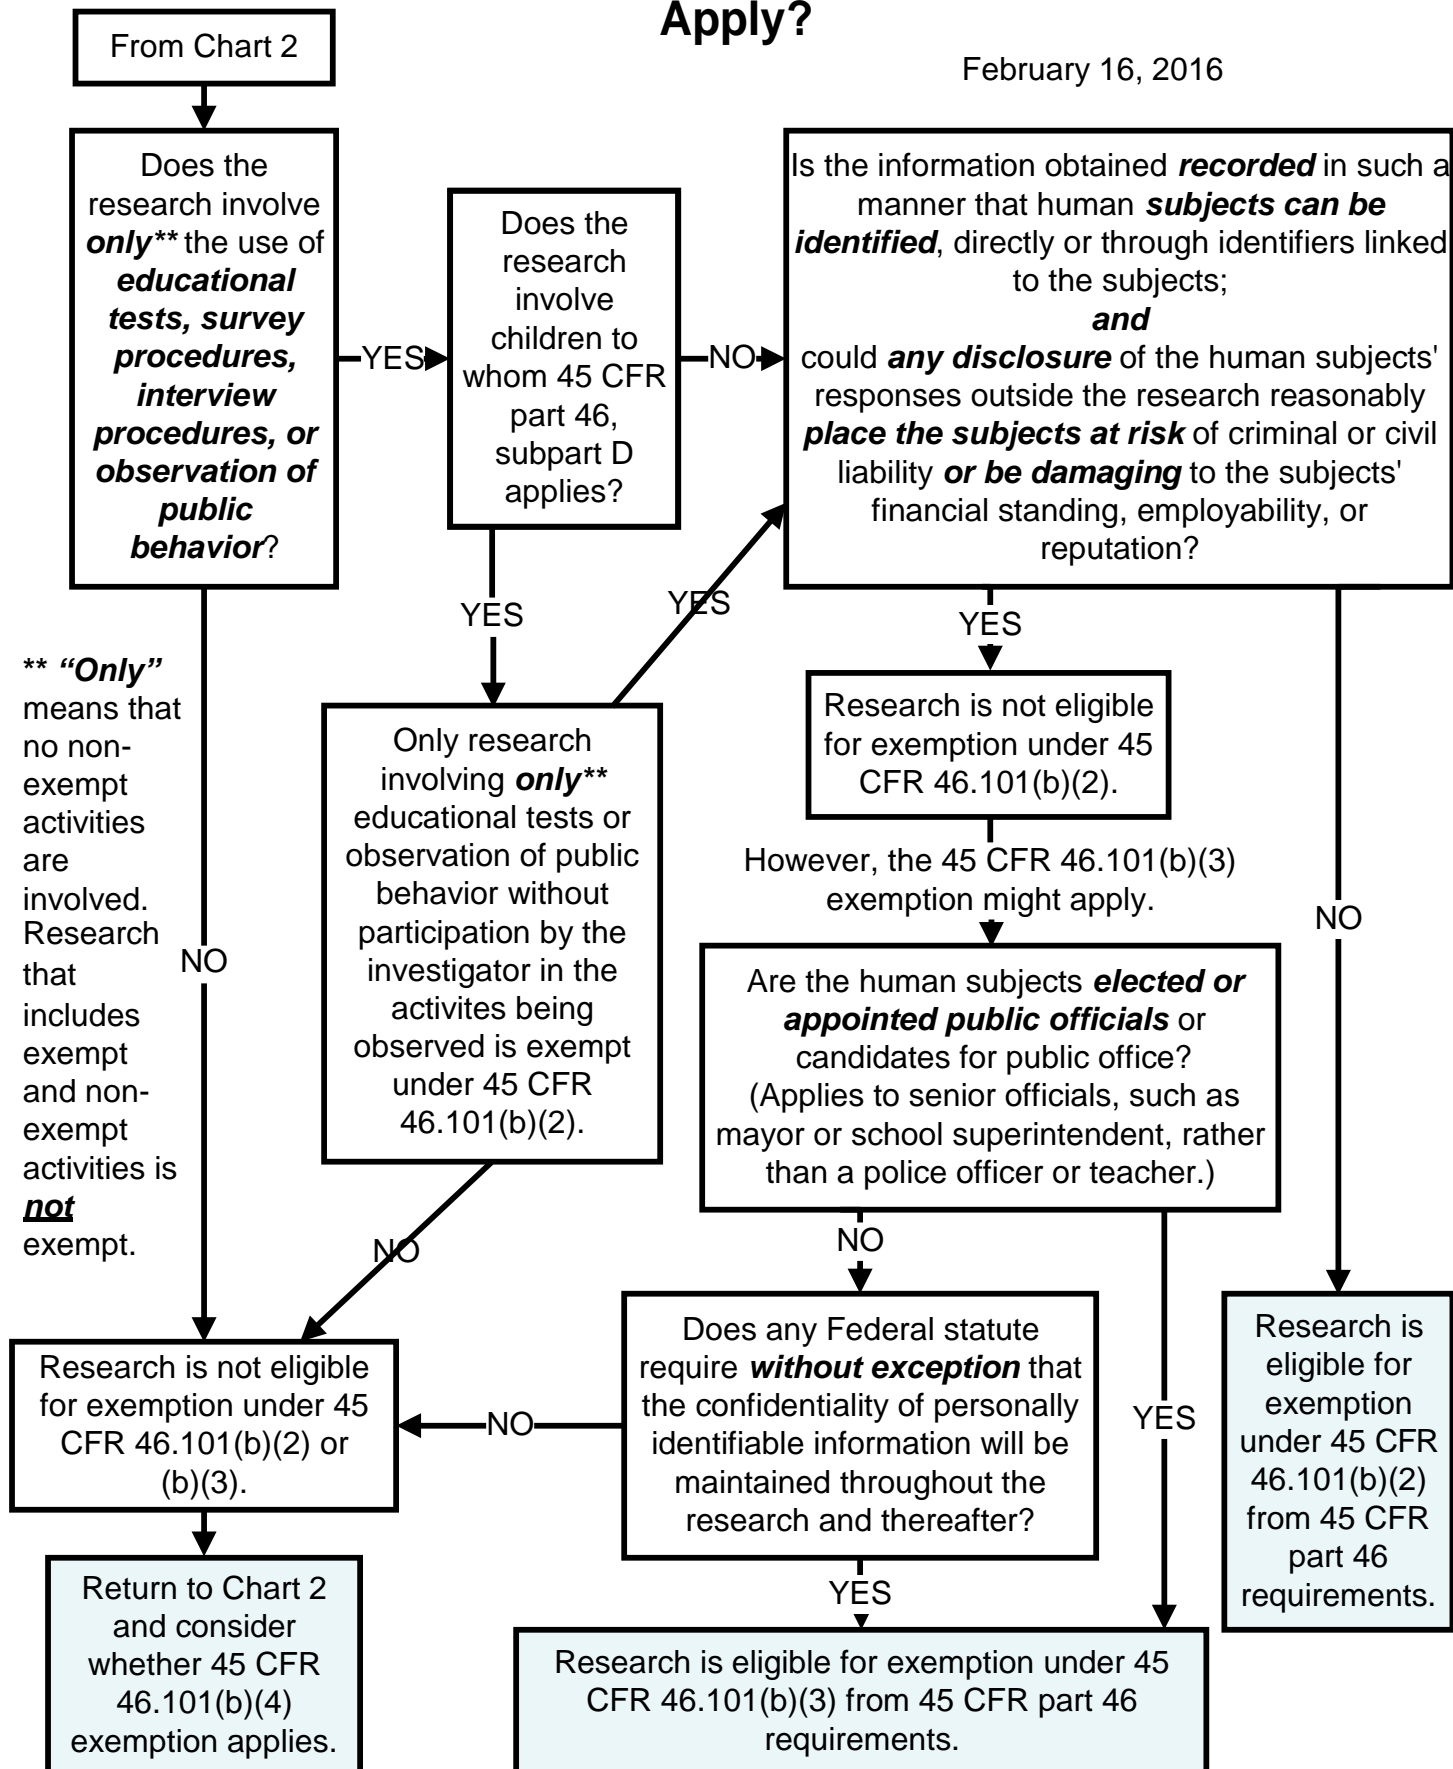 Apply?
From Chart 2
February 16, 2016
Does the
research involve
only** the use of
educational
tests, survey
procedures,
interview
procedures, or
observation of
public
behavior?
YES
Does the
research
involve
children to
whom 45 CFR
part 46,
subpart D
applies?
NO
Is the information obtained recorded in such a
manner that human subjects can be
identified, directly or through identifiers linked
to the subjects;
and
could any disclosure of the human subjects'
responses outside the research reasonably
place the subjects at risk of criminal or civil
liability or be damaging to the subjects'
financial standing, employability, or
reputation?
YES
YES
YES
** “Only”
means that
no non-
exempt
activities
are
involved.
Research
that
includes
exempt
and non-
exempt
activities is
not
exempt.
NO
Only research
involving only**
educational tests or
observation of public
behavior without
participation by the
investigator in the
activites being
observed is exempt
under 45 CFR
46.101(b)(2).
Research is not eligible
for exemption under 45
CFR 46.101(b)(2).
However, the 45 CFR 46.101(b)(3)
exemption might apply.
NO
Are the human subjects elected or
appointed public officials or
candidates for public office?
(Applies to senior officials, such as
mayor or school superintendent, rather
than a police officer or teacher.)
NO
NO
Research is not eligible
for exemption under 45
CFR 46.101(b)(2) or
(b)(3).
NO
Does any Federal statute
require without exception that
the confidentiality of personally
identifiable information will be
maintained throughout the
research and thereafter?
YES
Research is
eligible for
exemption
under 45 CFR
46.101(b)(2)
from 45 CFR
part 46
requirements.
Return to Chart 2
and consider
whether 45 CFR
46.101(b)(4)
exemption applies.
YES
Research is eligible for exemption under 45
CFR 46.101(b)(3) from 45 CFR part 46
requirements.